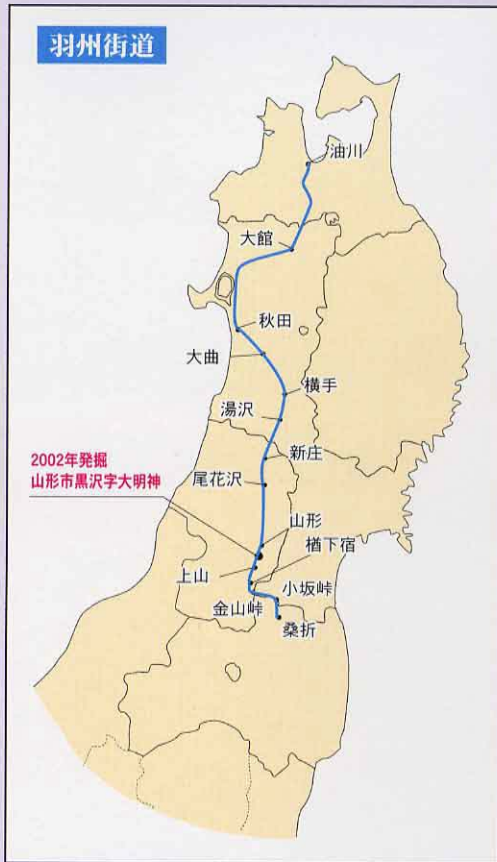 羽州街道
油川
大館
秋田
大曲
横手
湯沢
新庄
尾花沢
2002年発掘
山形市黒沢字大明神
山形
楢下宿
上山
小坂峠
金山峠
桑折